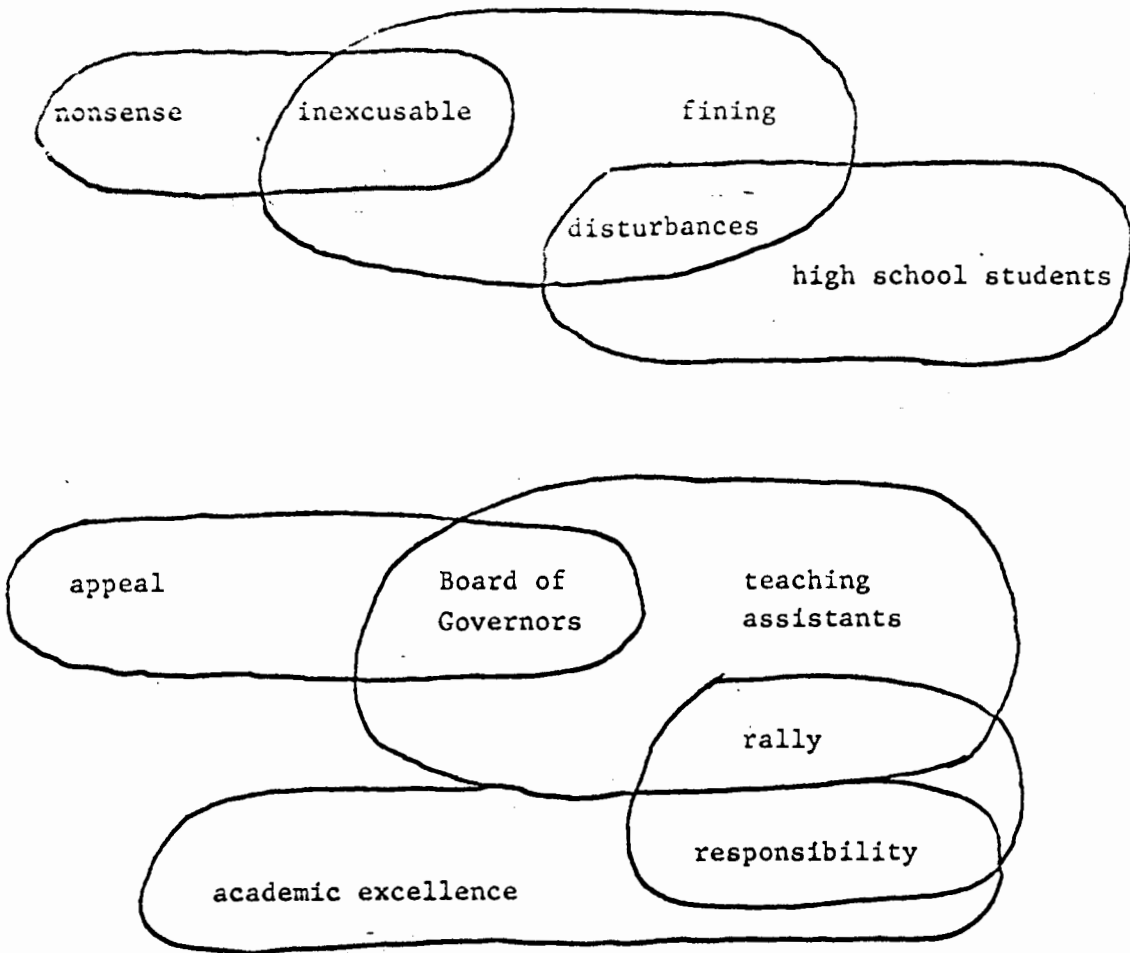 nonsense inexcusable fining
disturbances
high school students
appeal
Board of
Governors
teaching
assistants
rally
responsibility
academic excellence